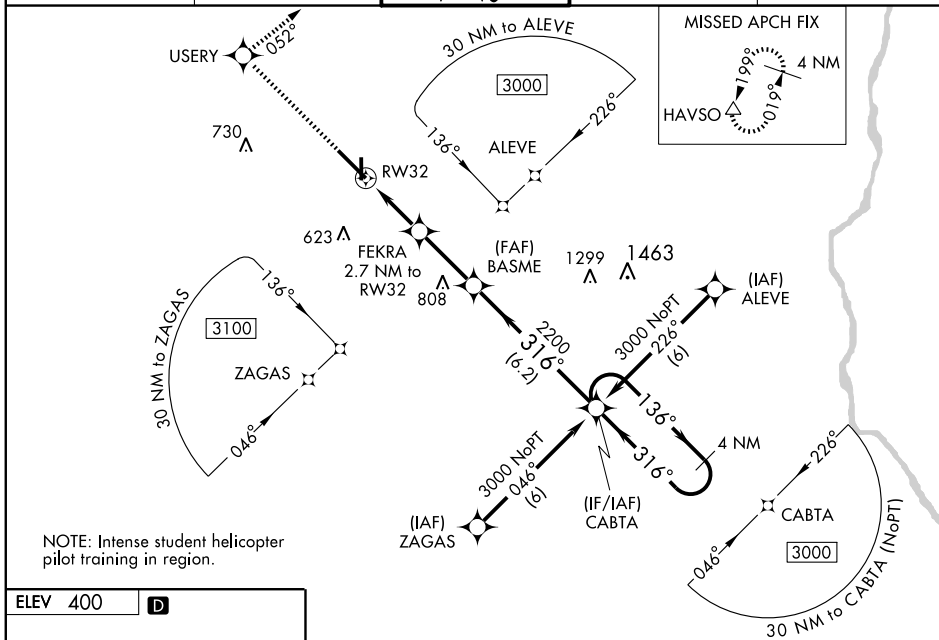 MISSED APCH FIX
4 NM
199°
019°
HAVSO
USERY
052°
30 NM to ALEVE
3000
136°
226°
ALEVE
730
RW32
623
FEKRA
2.7 NM to
RW32
808
(FAF)
BASME
1299
1463
(IAF)
ALEVE
3000 NoPT
226°
(6)
2200
316°
(6.2)
30 NM to ZAGAS
136°
3100
ZAGAS
046°
136°
4 NM
316°
3000 NoPT
046°
(6)
(IAF)
ZAGAS
(IF/IAF)
CABTA
226°
CABTA
046°
3000
30 NM to CABTA (NoPT)
NOTE: Intense student helicopter
pilot training in region.
ELEV 400 D